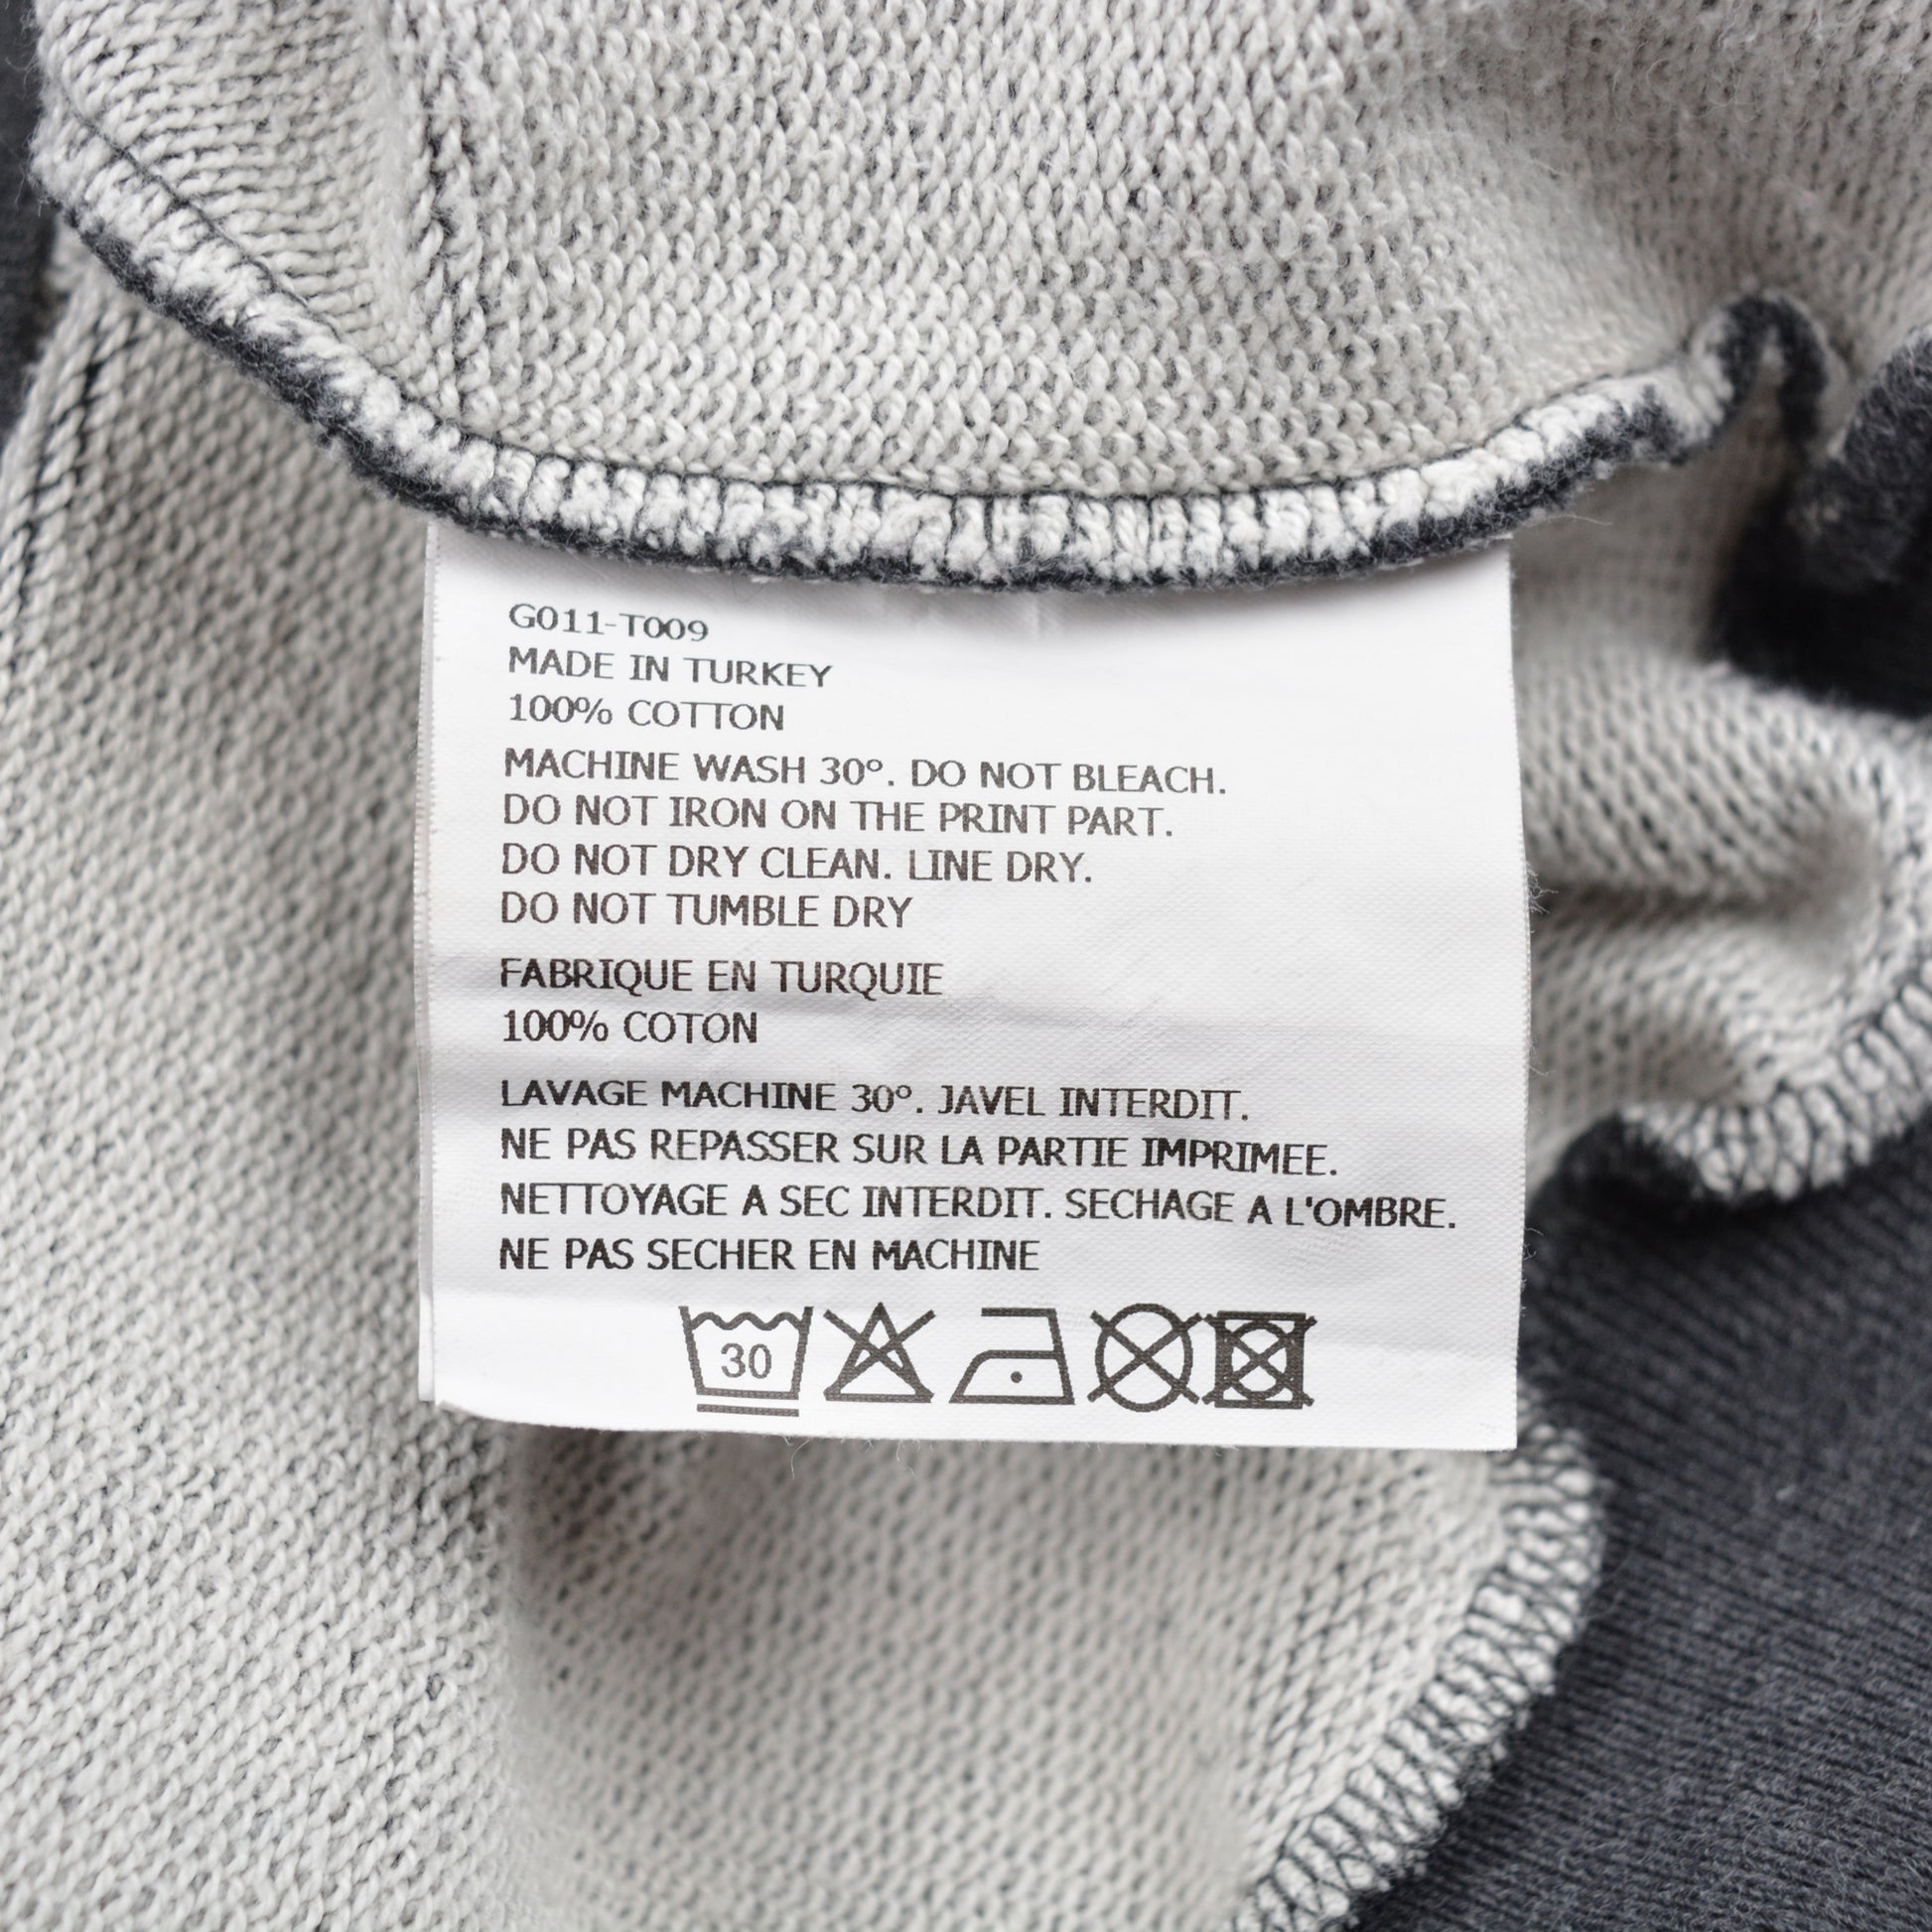 G011-T009
MADE IN TURKEY
100% COTTON
MACHINE WASH 30°. DO NOT BLEACH.
DO NOT IRON ON THE PRINT PART.
DO NOT DRY CLEAN. LINE DRY.
DO NOT TUMBLE DRY
FABRIQUE EN TURQUIE
100% COTON
LAVAGE MACHINE 30°. JAVEL INTERDIT.
NE PAS REPASSER SUR LA PARTIE IMPRIMEE.
NETTOYAGE A SEC INTERDIT. SECHAGE A L'OMBRE.
NE PAS SECHER EN MACHINE
30